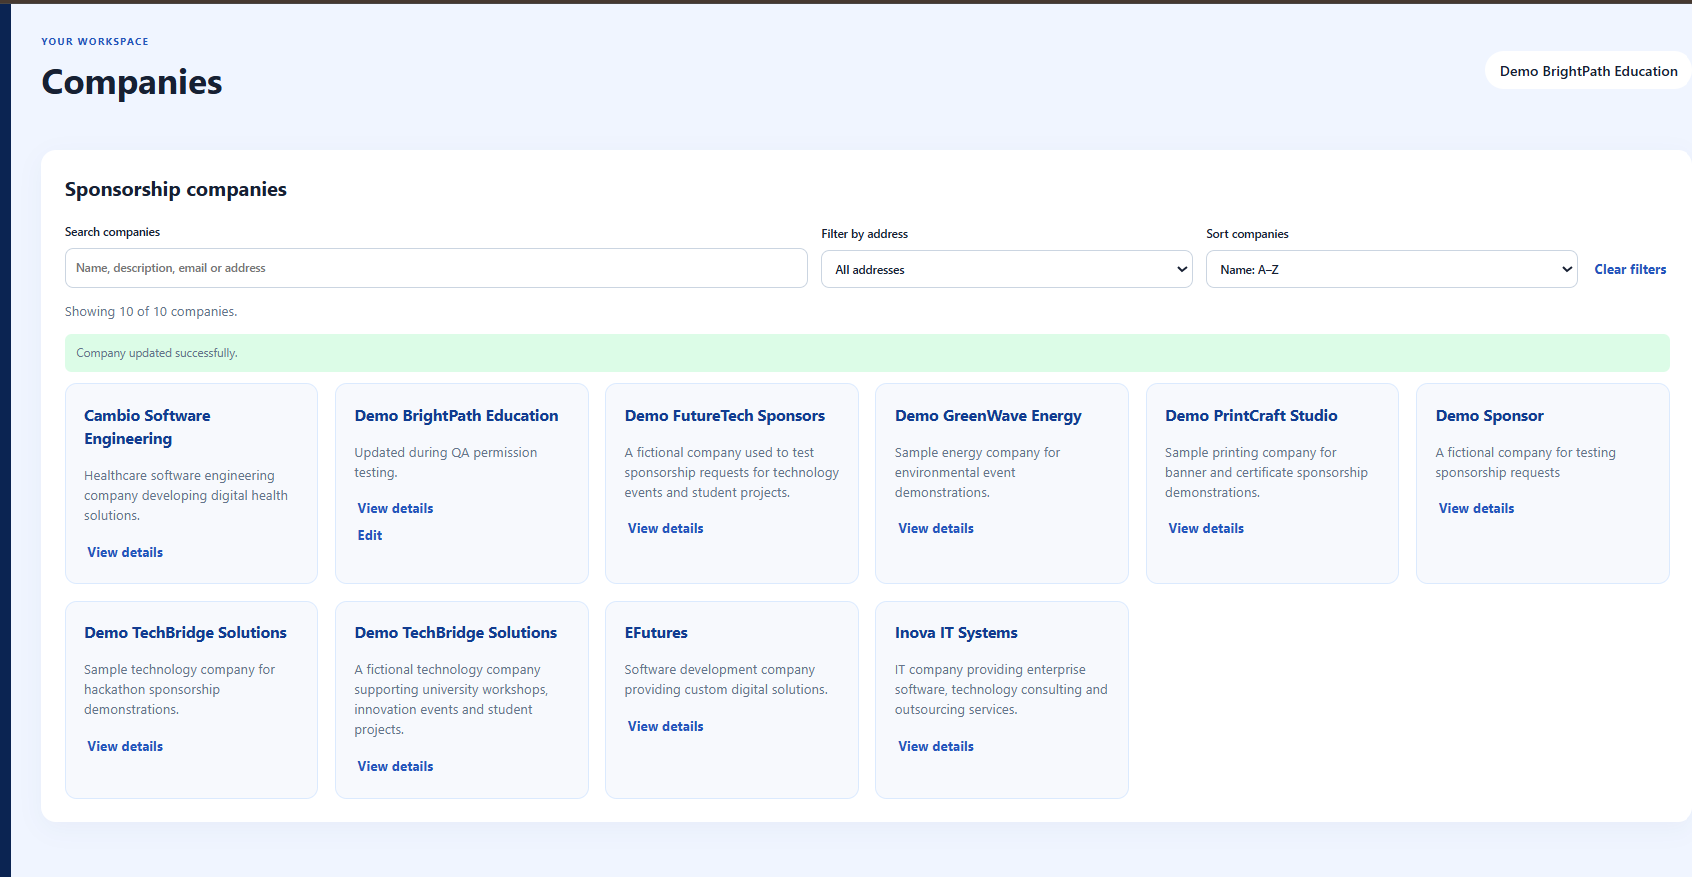 YOUR WORKSPACE
Companies
Demo BrightPath Education
Sponsorship companies
Search companies
Name, description, email or address
Filter by address
All addresses
Sort companies
Name: A–Z
Clear filters
Showing 10 of 10 companies.
Company updated successfully.
Cambio Software
Engineering
Healthcare software engineering
company developing digital health
solutions.
View details
Demo BrightPath Education
Updated during QA permission
testing.
View details
Edit
Demo FutureTech Sponsors
A fictional company used to test
sponsorship requests for technology
events and student projects.
View details
Demo GreenWave Energy
Sample energy company for
environmental event
demonstrations.
View details
Demo PrintCraft Studio
Sample printing company for
banner and certificate sponsorship
demonstrations.
View details
Demo Sponsor
A fictional company for testing
sponsorship requests
View details
Demo TechBridge Solutions
Sample technology company for
hackathon sponsorship
demonstrations.
View details
Demo TechBridge Solutions
A fictional technology company
supporting university workshops,
innovation events and student
projects.
View details
EFutures
Software development company
providing custom digital solutions.
View details
Inova IT Systems
IT company providing enterprise
software, technology consulting and
outsourcing services.
View details